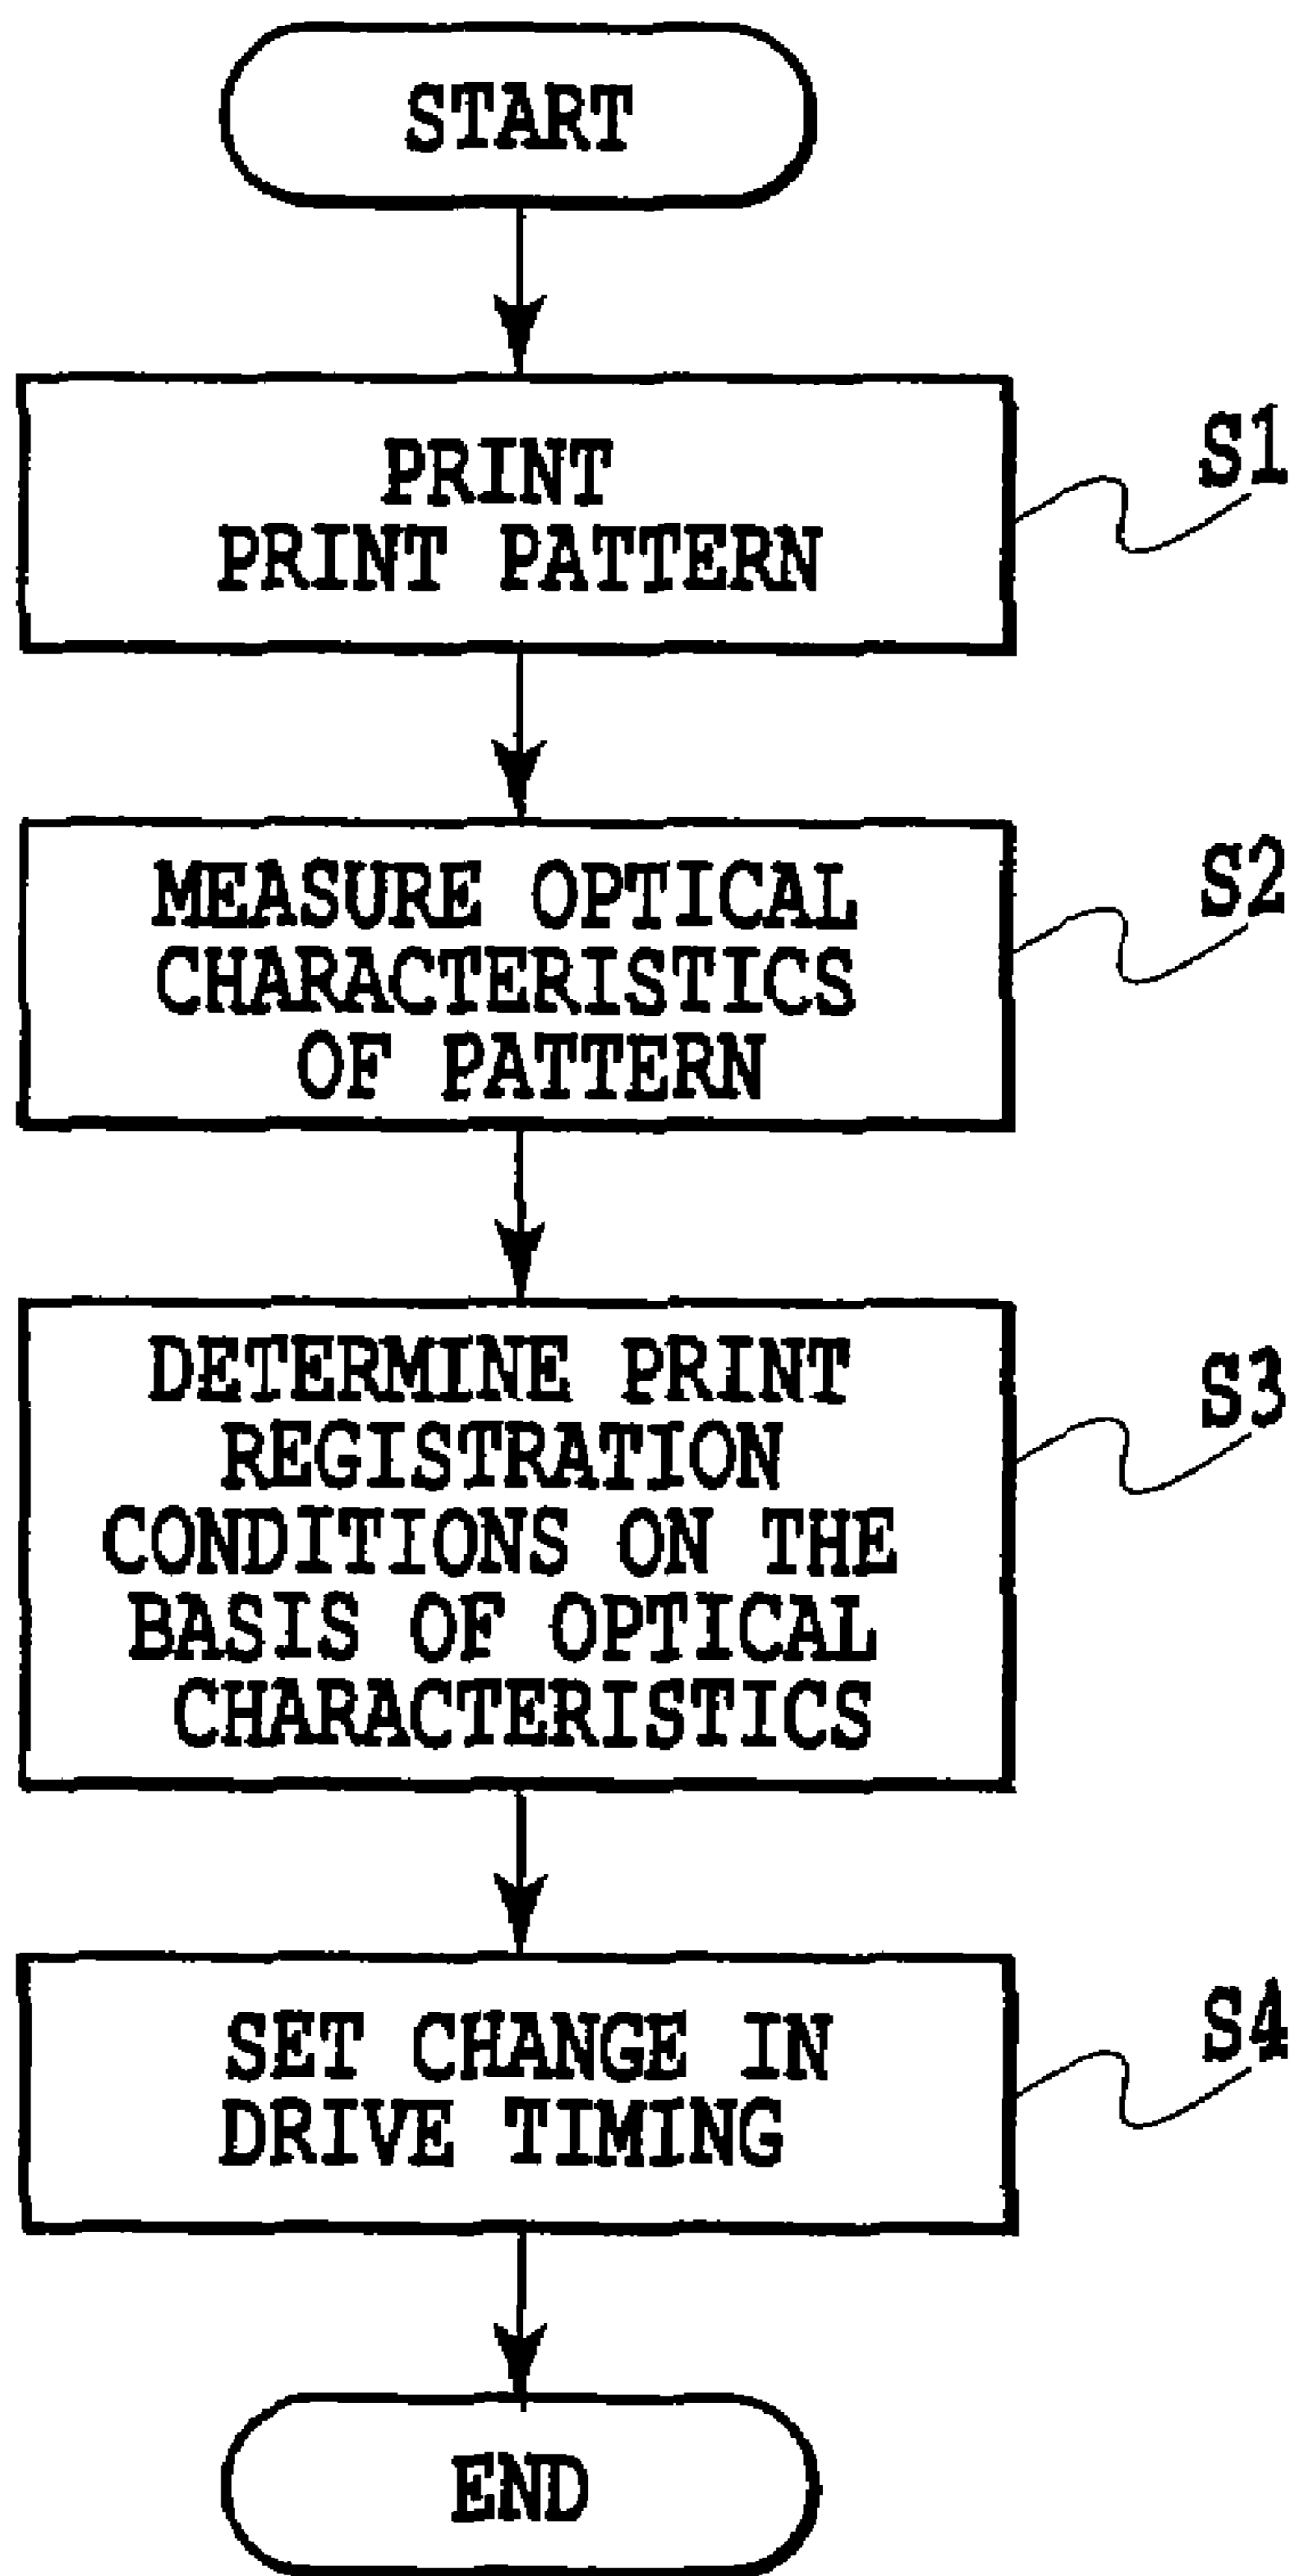 START
PRINT
PRINT PATTERN
S1
MEASURE OPTICAL
CHARACTERISTICS
OF PATTERN
S2
DETERMINE PRINT
REGISTRATION
CONDITIONS ON THE
BASIS OF OPTICAL
CHARACTERISTICS
S3
SET CHANGE IN
DRIVE TIMING
S4
END